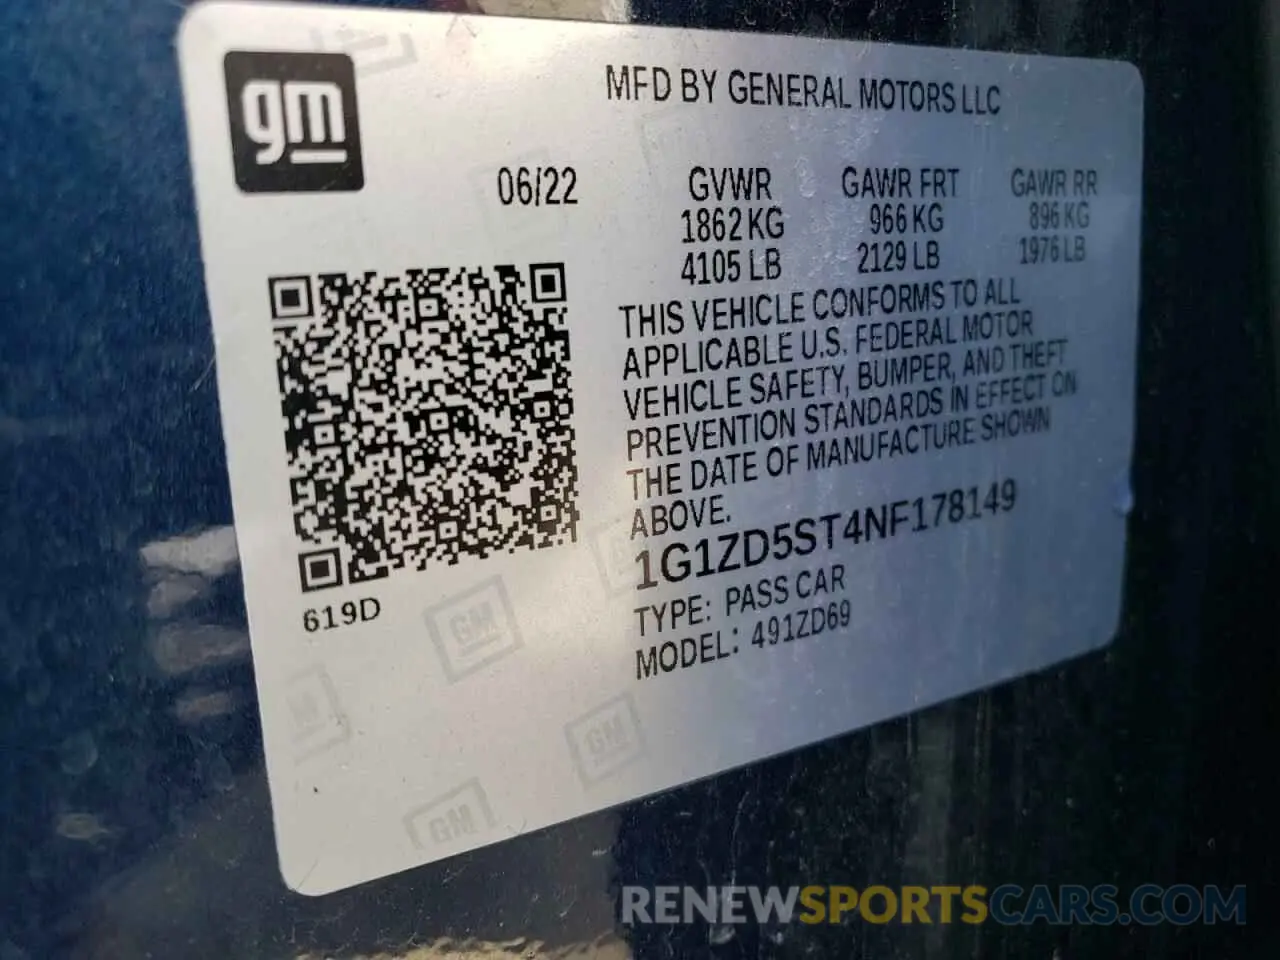 gm
MFD BY GENERAL MOTORS LLC
06/22
GVWR GAWR FRT GAWR RR
1862 KG 966 KG 896 KG
4105 LB 2129 LB 1976 LB
THIS VEHICLE CONFORMS TO ALL
APPLICABLE U.S. FEDERAL MOTOR
VEHICLE SAFETY, BUMPER, AND THEFT
PREVENTION STANDARDS IN EFFECT ON
THE DATE OF MANUFACTURE SHOWN
ABOVE.
1G1ZD5ST4NF178149
TYPE: PASS CAR
MODEL: 491ZD69
619D
GM
GM
GM
RENEWSPORTSCARS.COM